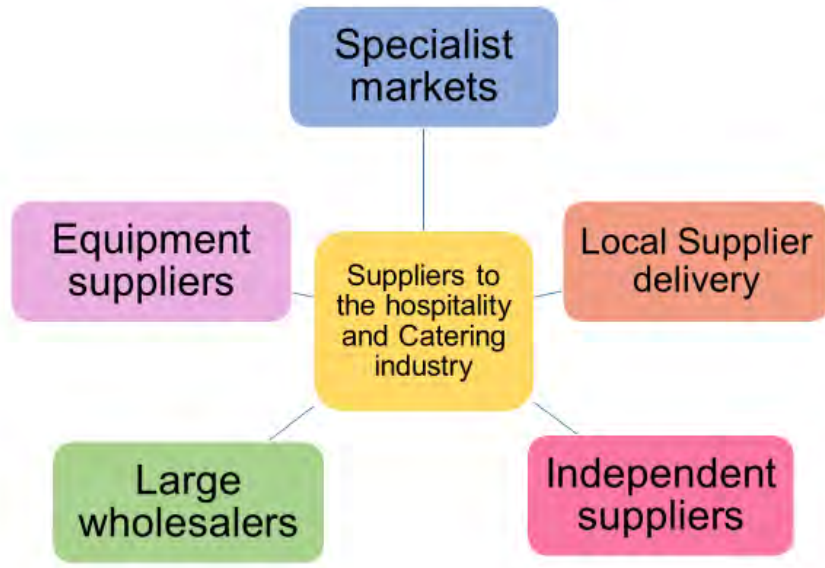 Specialist
markets
Equipment
suppliers
Local Supplier
delivery
Suppliers to
the hospitality
and Catering
industry
Large
wholesalers
Independent
suppliers